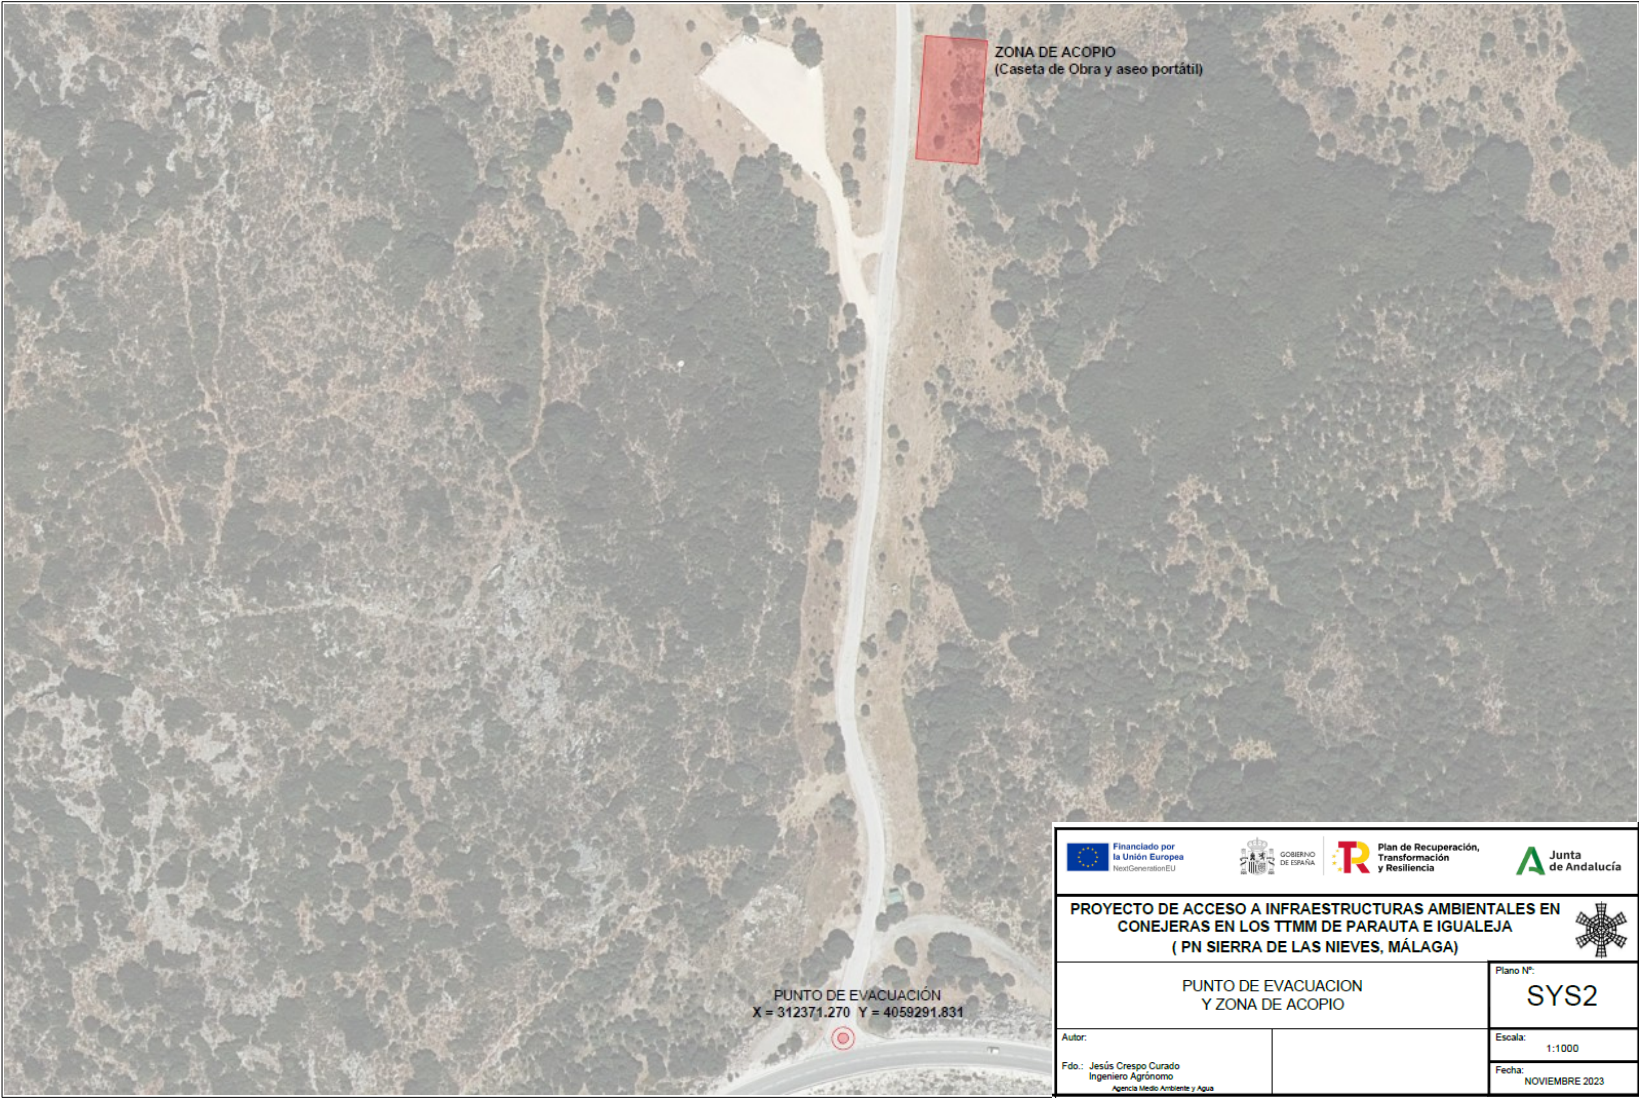 ZONA DE ACOPIO
(Caseta de Obra y aseo portátil)
PUNTO DE EVACUACIÓN
X = 312371.270 Y = 4059291.831
Financiado por
la Unión Europea
NextGenerationEU
GOBIERNO
DE ESPAÑA
Plan de Recuperación,
Transformación
y Resiliencia
Junta
de Andalucía
PROYECTO DE ACCESO A INFRAESTRUCTURAS AMBIENTALES EN
CONEJERAS EN LOS TTMM DE PARAUTA E IGUALEJA
( PN SIERRA DE LAS NIEVES, MÁLAGA)
PUNTO DE EVACUACION
Y ZONA DE ACOPIO
Plano Nº:
SYS2
Autor:
Fdo.: Jesús Crespo Curado
Ingeniero Agrónomo
Agencia Medio Ambiente y Agua
Escala:
1:1000
Fecha:
NOVIEMBRE 2023